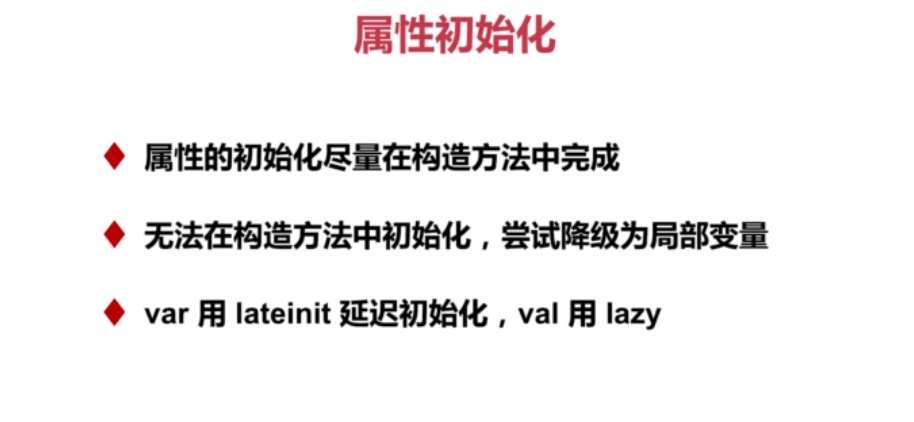 属性初始化
属性的初始化尽量在构造方法中完成
无法在构造方法中初始化，尝试降级为局部变量
var 用 lateinit 延迟初始化，val 用 lazy